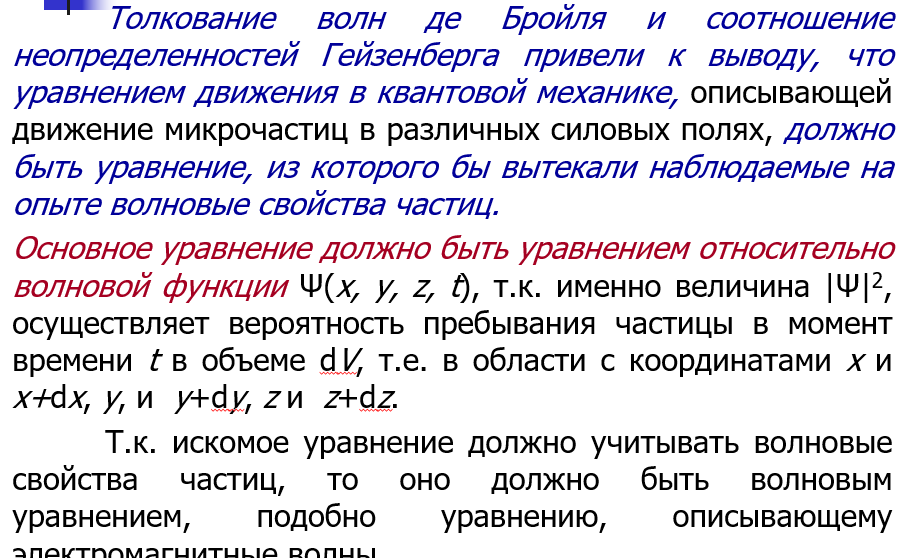 Толкование волн де Бройля и соотношение
неопределенностей Гейзенберга привели к выводу, что
уравнением движения в квантовой механике, описывающей
движение микрочастиц в различных силовых полях, должно
быть уравнение, из которого бы вытекали наблюдаемые на
опыте волновые свойства частиц.
Основное уравнение должно быть уравнением относительно
волновой функции Ψ(x, y, z, t), т.к. именно величина |Ψ|²,
осуществляет вероятность пребывания частицы в момент
времени t в объеме dV, т.е. в области с координатами x и
x+dx, y, и y+dy, z и z+dz.
Т.к. искомое уравнение должно учитывать волновые
свойства частиц, то оно должно быть волновым
уравнением, подобно уравнению, описывающему
электромагнитные волны